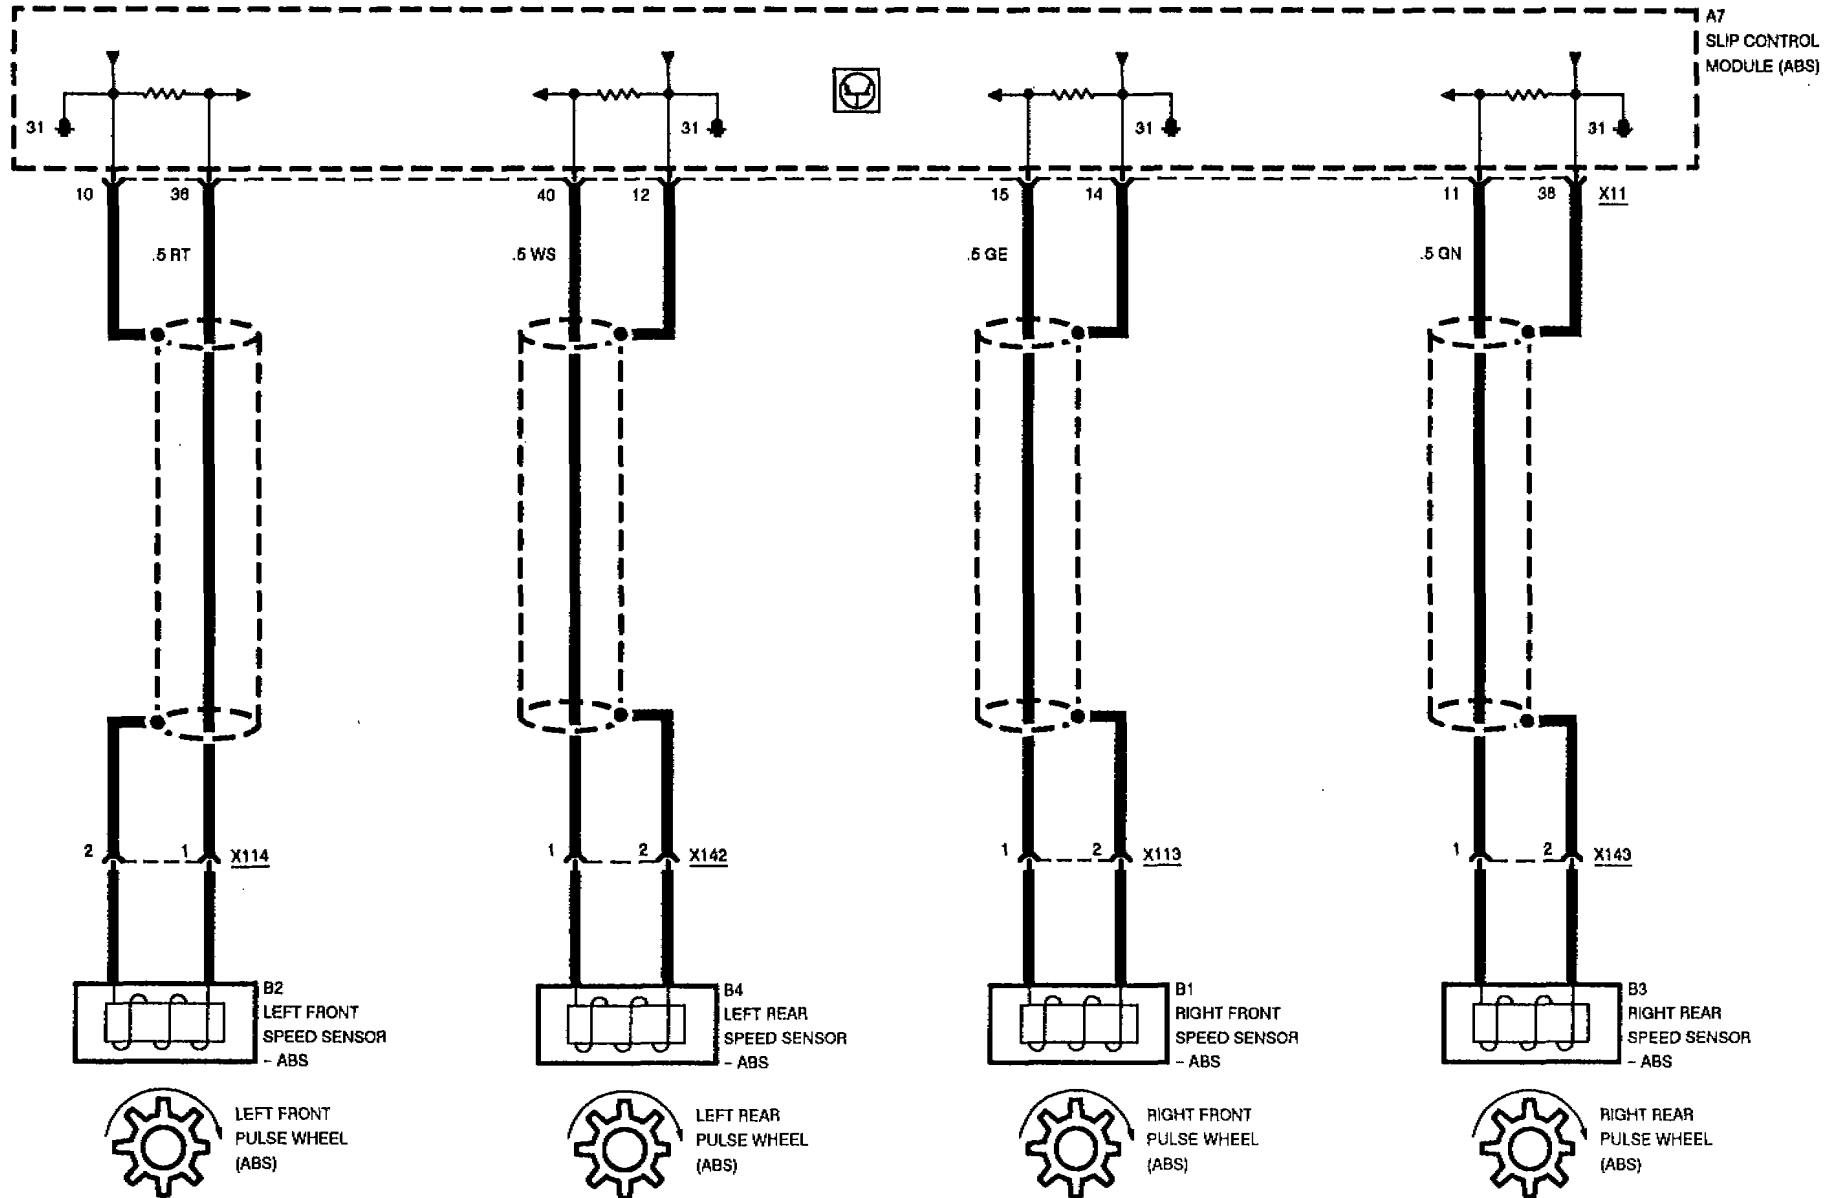 A7
SLIP CONTROL
MODULE (ABS)
31
31
31
31
10
36
40
12
15
14
11
38
X11
.5 RT
.5 WS
.5 GE
.5 GN
2
1
X114
1
2
X142
1
2
X113
1
2
X143
B2
LEFT FRONT
SPEED SENSOR
– ABS
B4
LEFT REAR
SPEED SENSOR
– ABS
B1
RIGHT FRONT
SPEED SENSOR
– ABS
B3
RIGHT REAR
SPEED SENSOR
– ABS
LEFT FRONT
PULSE WHEEL
(ABS)
LEFT REAR
PULSE WHEEL
(ABS)
RIGHT FRONT
PULSE WHEEL
(ABS)
RIGHT REAR
PULSE WHEEL
(ABS)